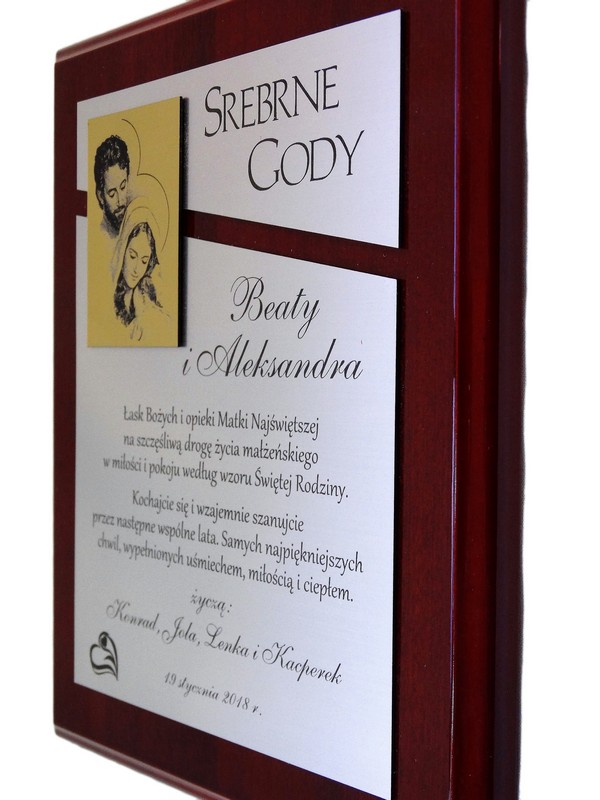 SREBRNE
GODY
Beaty
i Aleksandra
Łask Bożych i opieki Matki Najświętszej
na szczęśliwą drogę życia małżeńskiego
w miłości i pokoju według wzoru Świętej Rodziny.
Kochajcie się i wzajemnie szanujcie
przez następne wspólne lata. Samych najpiękniejszych
chwil, wypełnionych uśmiechem, miłością i ciepłem.
życzą:
Konrad, Jola, Lenka i Kacperek
19 stycznia 2018 r.